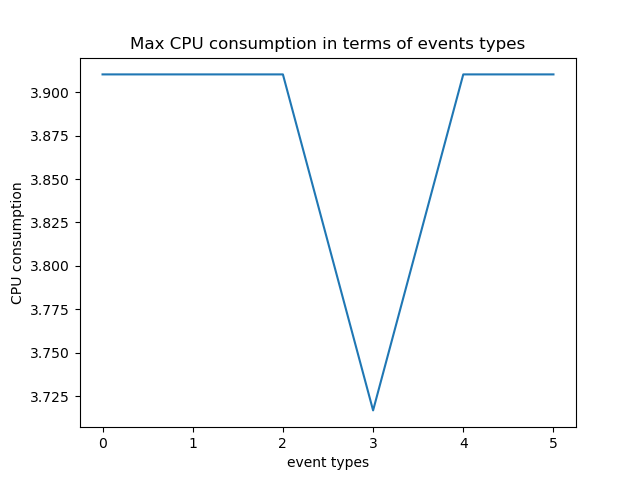 Max CPU consumption in terms of events types
3.900
3.875
3.850
3.825
3.800
3.775
3.750
3.725
CPU consumption
0 1 2 3 4 5
event types